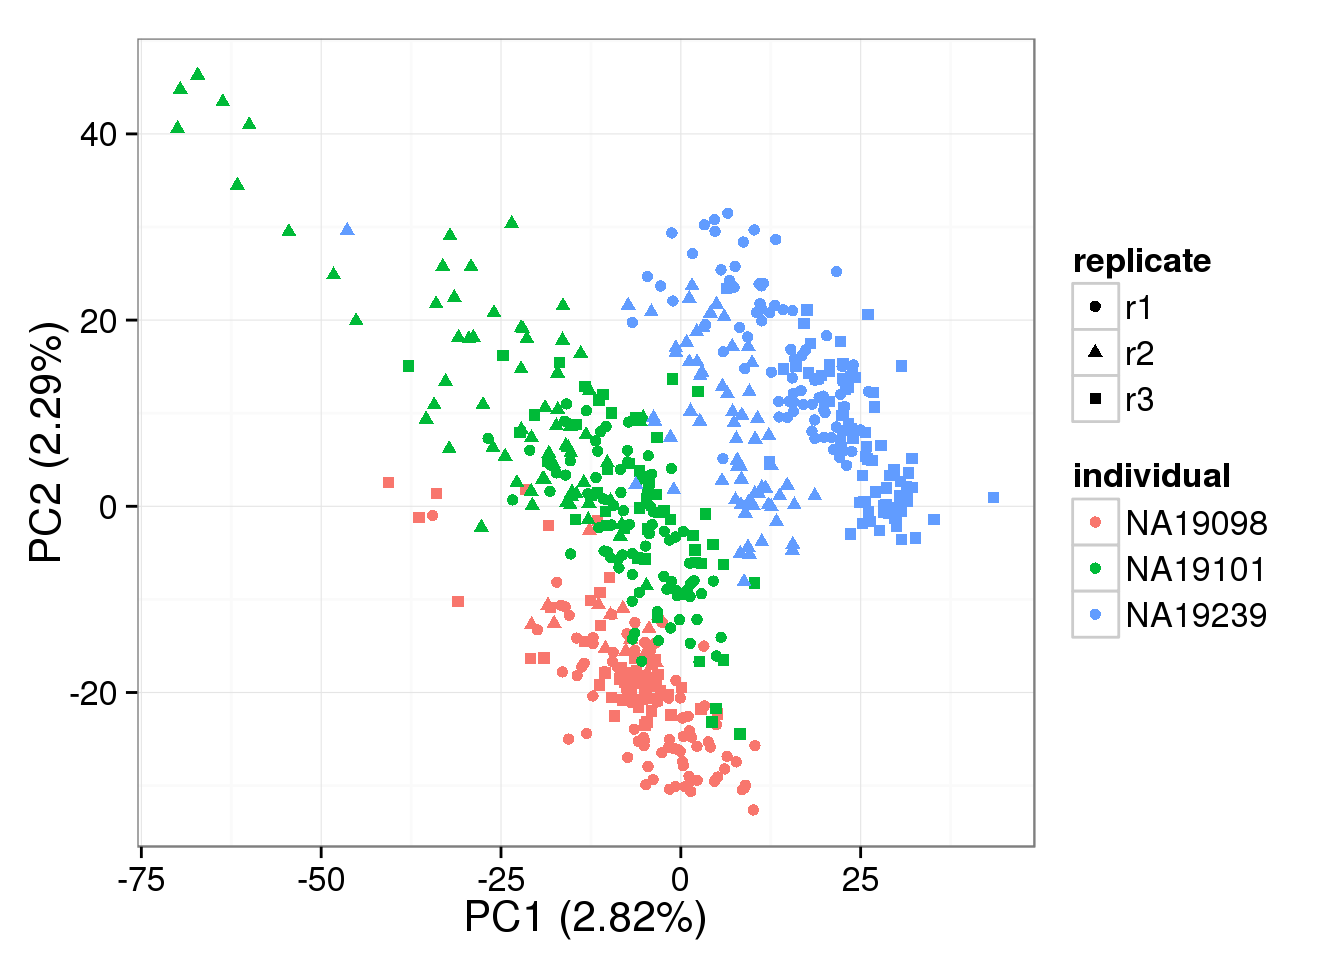 40
20
0
-20
-75
-50
-25
0
25
PC1 (2.82%)
PC2 (2.29%)
replicate
r1
r2
r3
individual
NA19098
NA19101
NA19239